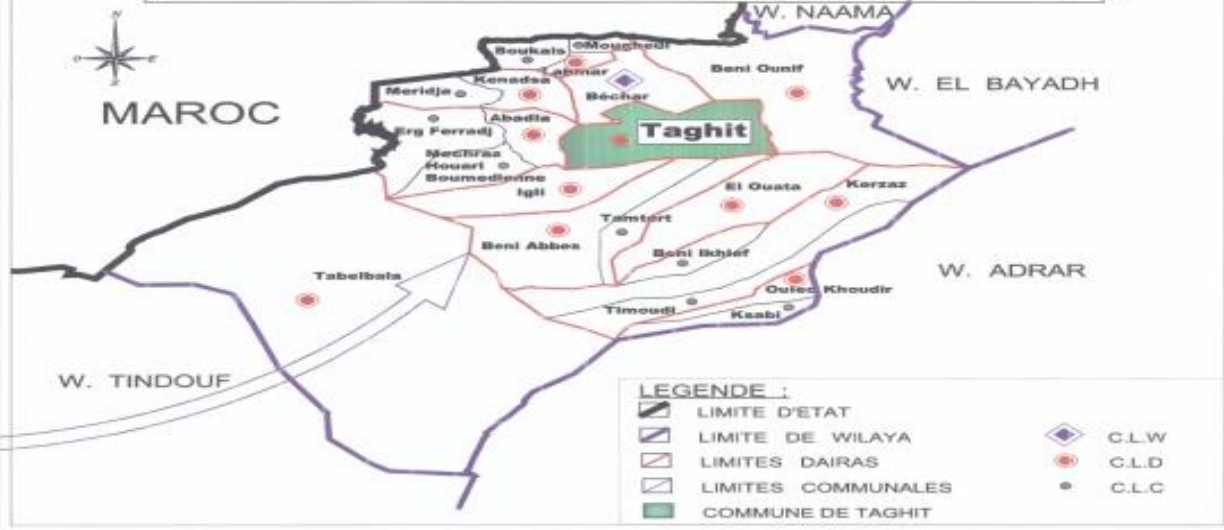 N
W. NAAMA
O E
S
Boukais
Mougheul
Lahmar
Beni Ounif
Kenadsa
W. EL BAYADH
Meridja
Béchar
MAROC
Abadla
Taghit
Erg Ferradj
Mechraa
Houari
Boumedienne
Igli
El Ouata
Kerzaz
Tamtert
Beni Abbes
Beni Ikhlef
W. ADRAR
Tabelbala
Ouled Khoudir
Timoudi
Ksabi
W. TINDOUF
LEGENDE :
LIMITE D'ETAT
LIMITE DE WILAYA
C.L.W
LIMITES DAIRAS
C.L.D
LIMITES COMMUNALES
C.L.C
COMMUNE DE TAGHIT